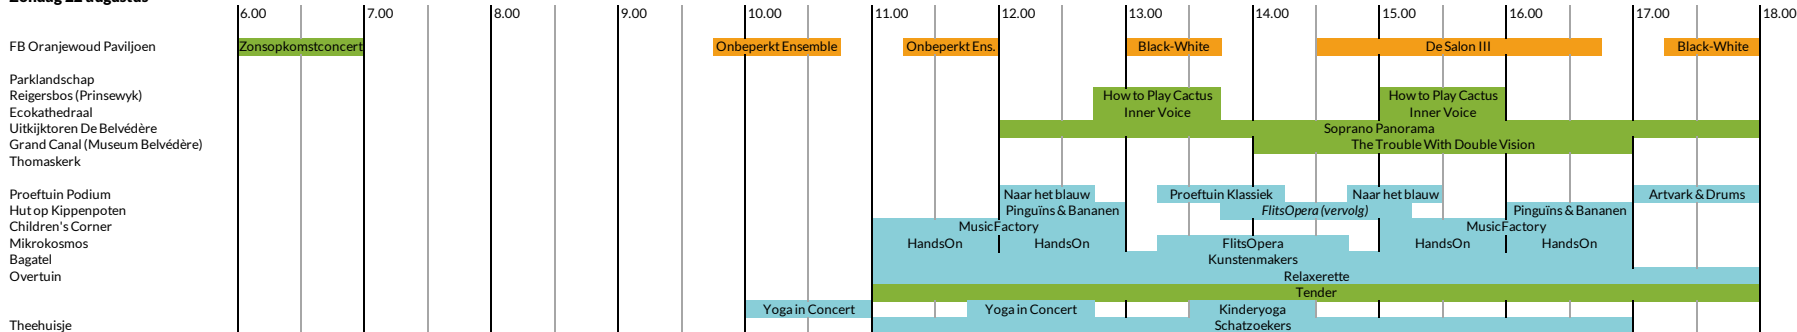 Zondag 22 augustus
6.00 7.00 8.00 9.00 10.00 11.00 12.00 13.00 14.00 15.00 16.00 17.00 18.00
FB Oranjewoud Paviljoen Zonsopkomstconcert Onbeperkt Ensemble Onbeperkt Ens. Black-White De Salon III Black-White
Parklandschap
Reigersbos (Prinsewyk) How to Play Cactus How to Play Cactus
Ecokathedraal Inner Voice Inner Voice
Uitkijktoren De Belvédère Soprano Panorama
Grand Canal (Museum Belvédère) The Trouble With Double Vision
Thomaskerk
Proeftuin Podium Naar het blauw Proeftuin Klassiek Naar het blauw Artvark & Drums
Hut op Kippenpoten Pinguïns & Bananen FlitsOpera (vervolg) Pinguïns & Bananen
Children's Corner MusicFactory MusicFactory
Mikrokosmos HandsOn HandsOn FlitsOpera HandsOn HandsOn
Bagatel Kunstenmakers
Overtuin Relaxerette
Tender
Yoga in Concert Yoga in Concert Kinderyoga
Theehuisje Schatzoekers